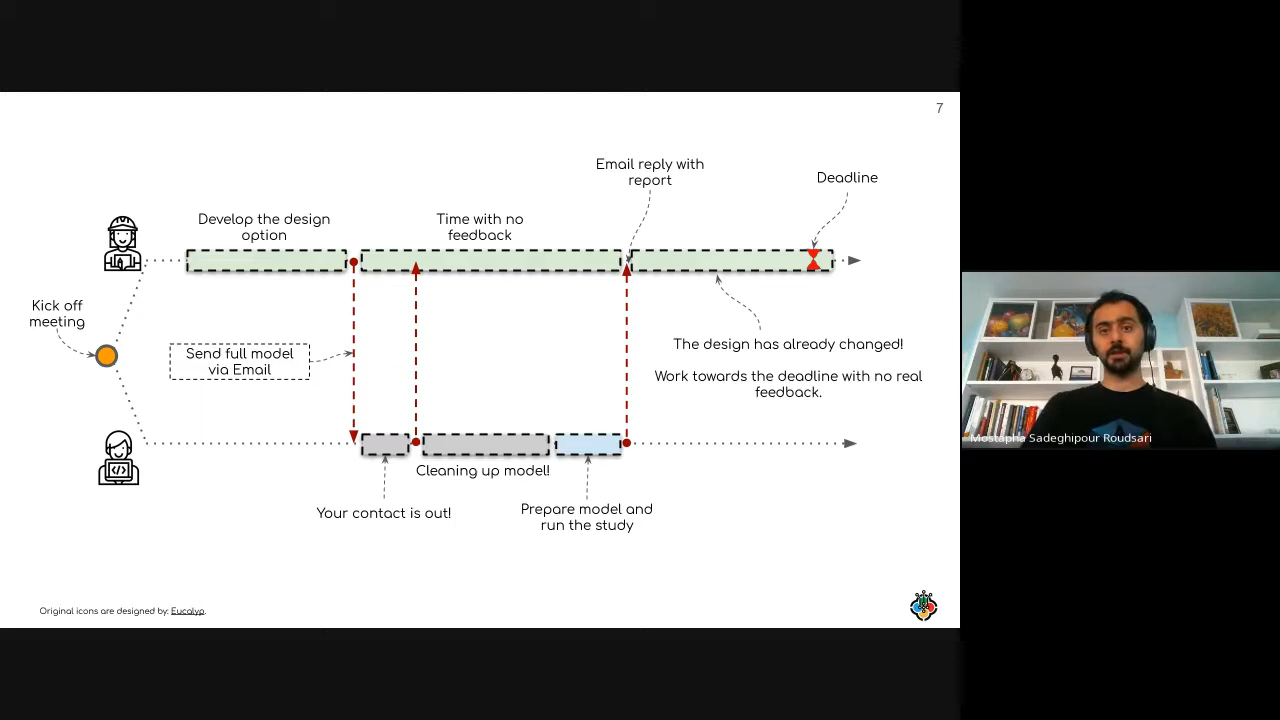 7
Email reply with
report
Deadline
Develop the design
option
Time with no
feedback
Kick off
meeting
Send full model
via Email
The design has already changed!
Work towards the deadline with no real
feedback.
Mostapha Sadeghipour Roudsari
Cleaning up model!
Your contact is out!
Prepare model and
run the study
Original icons are designed by: Eucalyp.